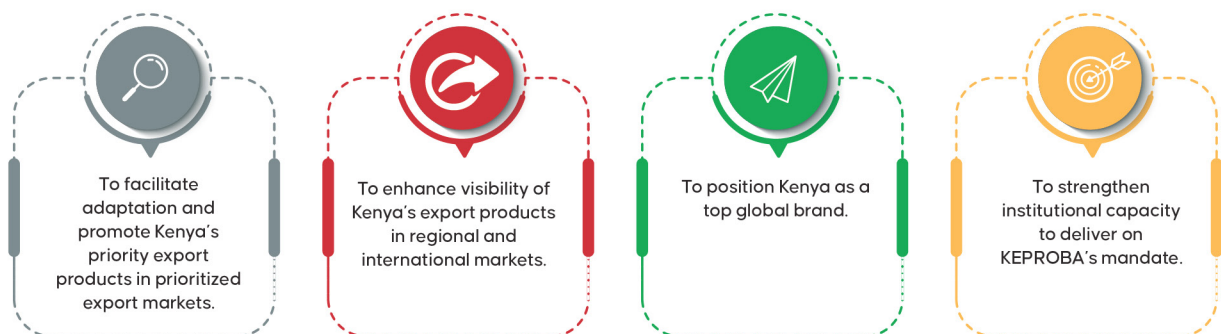 To facilitate
adaptation and
promote Kenya's
priority export
products in prioritized
export markets.
To enhance visibility of
Kenya's export products
in regional and
international markets.
To position Kenya as a
top global brand.
To strengthen
institutional capacity
to deliver on
KEPROBA's mandate.